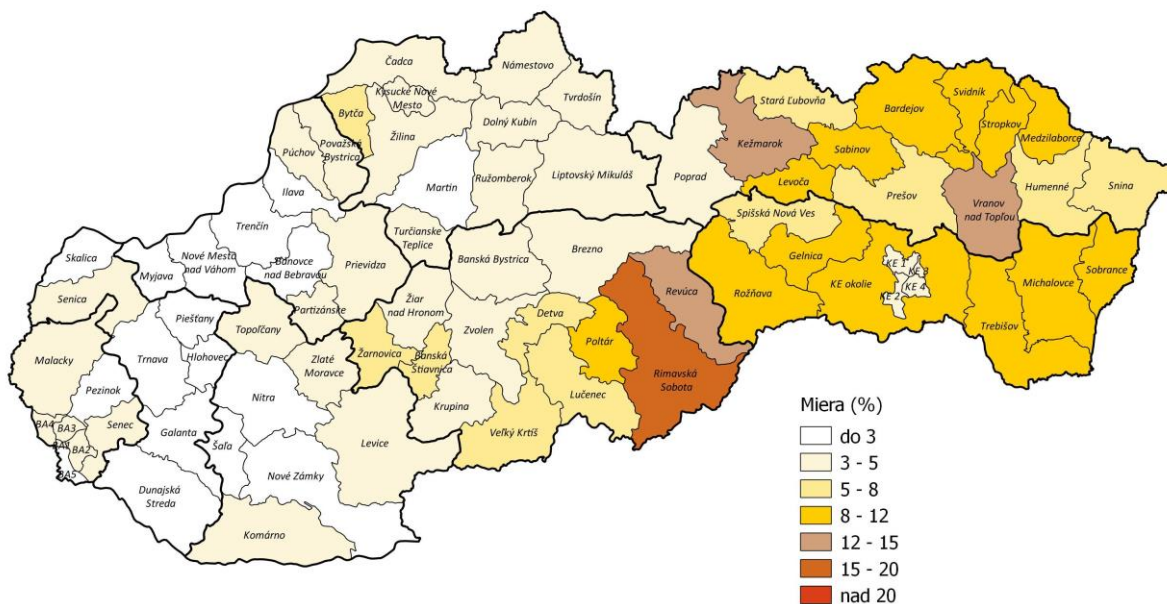 Čadca
Námestovo
Kysucké Nové
Mesto
Tvrdošín
Bytča
Dolný Kubín
Žilina
Púchov
Považská
Bystrica
Ilava
Martin
Ružomberok
Liptovský Mikuláš
Poprad
Kežmarok
Stará Ľubovňa
Bardejov
Svidník
Stropkov
Medzilaborce
Sabinov
Levoča
Prešov
Vranov
nad Topľou
Humenné
Snina
Trenčín
Turčianske
Teplice
Skalica
Myjava
Nové Mesto
nad Váhom
Bánovce
nad Bebravou
Prievidza
Banská Bystrica
Brezno
Spišská Nová Ves
Gelnica
Rožňava
KE okolie
KE 1
KE 3
KE 4
KE 2
Michalovce
Sobrance
Trebišov
Revúca
Senica
Piešťany
Topoľčany
Partizánske
Žiar
nad Hronom
Zvolen
Detva
Poltár
Rimavská
Sobota
Malacky
Trnava
Hlohovec
Zlaté
Moravce
Žarnovica
Banská
Štiavnica
Pezinok
Nitra
Krupina
Lučenec
Veľký Krtíš
Levice
BA4
BA3
BA2
BA5
Senec
Galanta
Šaľa
Nové Zámky
Dunajská
Streda
Komárno
Miera (%)
do 3
3 - 5
5 - 8
8 - 12
12 - 15
15 - 20
nad 20